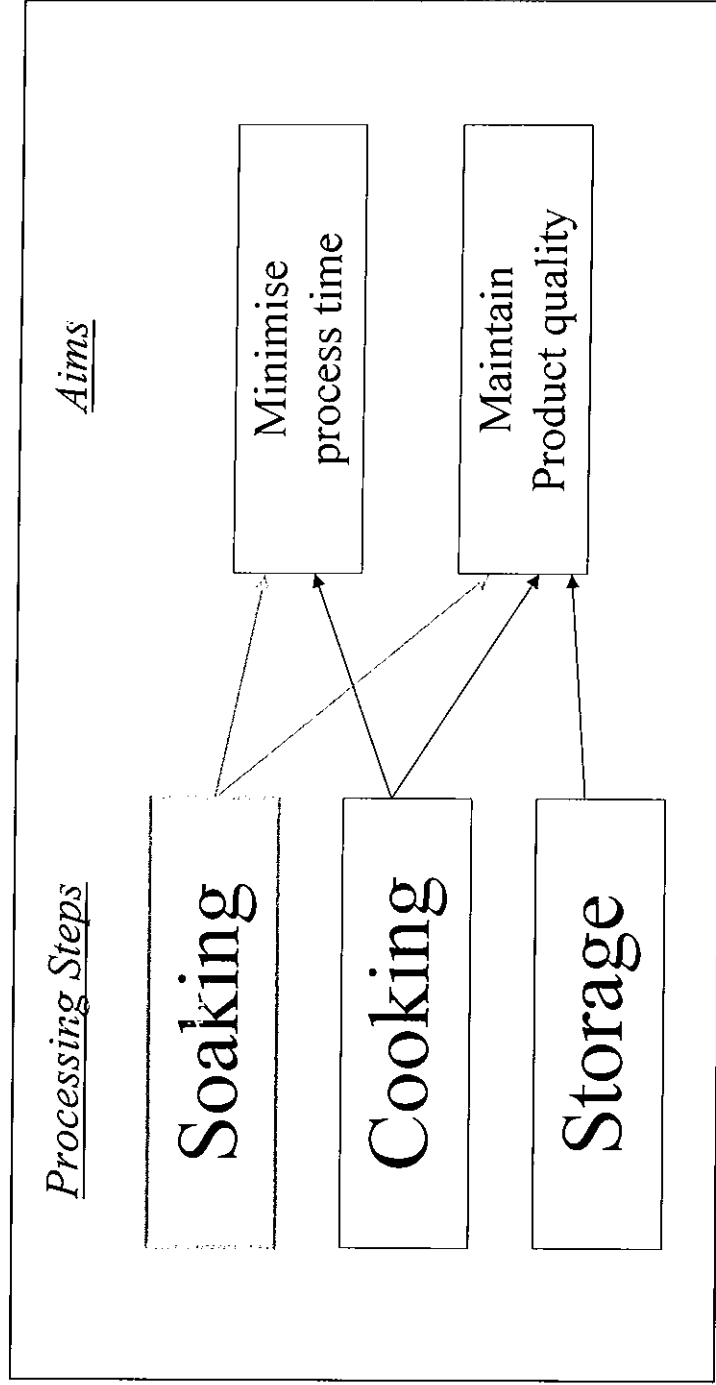 Processing Steps
Aims
Soaking
Cooking
Storage
Minimise
process time
Maintain
Product quality